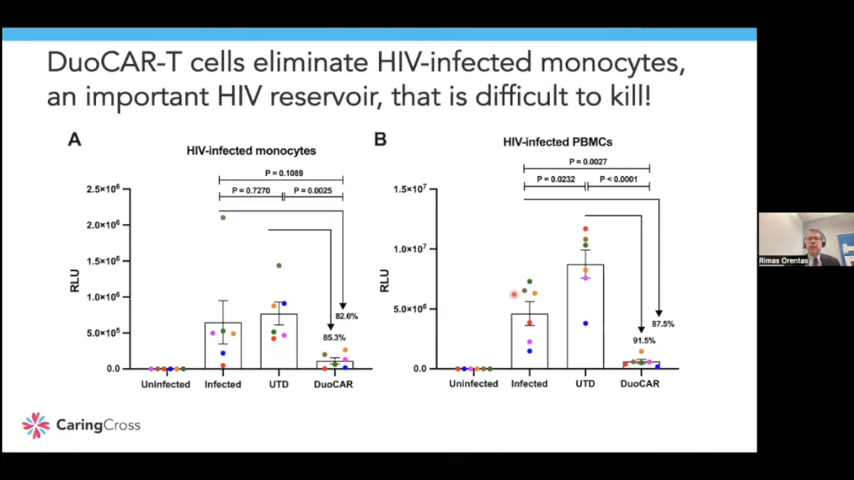 DuoCAR-T cells eliminate HIV-infected monocytes,
an important HIV reservoir, that is difficult to kill!
A
HIV-infected monocytes
P = 0.1089
P = 0.7270
P = 0.0025
2.5×10⁶
2.0×10⁶
1.5×10⁶
1.0×10⁶
5.0×10⁵
0.0
RLU
82.6%
85.3%
Uninfected
Infected
UTD
DuoCAR
B
HIV-infected PBMCs
P = 0.0027
P = 0.0232
P < 0.0001
1.5×10⁷
1.0×10⁷
5.0×10⁶
0.0
RLU
87.5%
91.5%
Uninfected
Infected
UTD
DuoCAR
CaringCross
Rimas Orentas